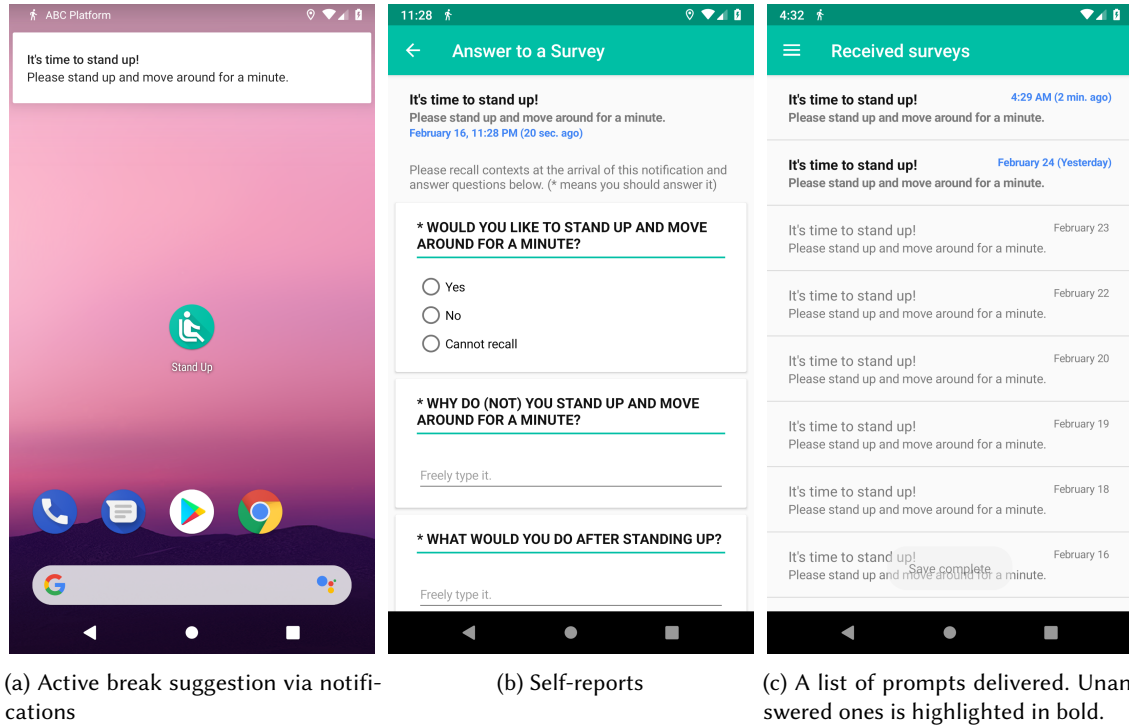 ABC Platform
It's time to stand up!
Please stand up and move around for a minute.
Stand Up
(a) Active break suggestion via notifi-
cations
11:28
Answer to a Survey
It's time to stand up!
Please stand up and move around for a minute.
February 16, 11:28 PM (20 sec. ago)
Please recall contexts at the arrival of this notification and
answer questions below. (* means you should answer it)
* WOULD YOU LIKE TO STAND UP AND MOVE
AROUND FOR A MINUTE?
Yes
No
Cannot recall
* WHY DO (NOT) YOU STAND UP AND MOVE
AROUND FOR A MINUTE?
Freely type it.
* WHAT WOULD YOU DO AFTER STANDING UP?
Freely type it.
(b) Self-reports
4:32
Received surveys
It's time to stand up! 4:29 AM (2 min. ago)
Please stand up and move around for a minute.
It's time to stand up! February 24 (Yesterday)
Please stand up and move around for a minute.
It's time to stand up! February 23
Please stand up and move around for a minute.
It's time to stand up! February 22
Please stand up and move around for a minute.
It's time to stand up! February 20
Please stand up and move around for a minute.
It's time to stand up! February 19
Please stand up and move around for a minute.
It's time to stand up! February 18
Please stand up and move around for a minute.
It's time to stand up! February 16
Save complete
Please stand up and move around for a minute.
(c) A list of prompts delivered. Unan
swered ones is highlighted in bold.